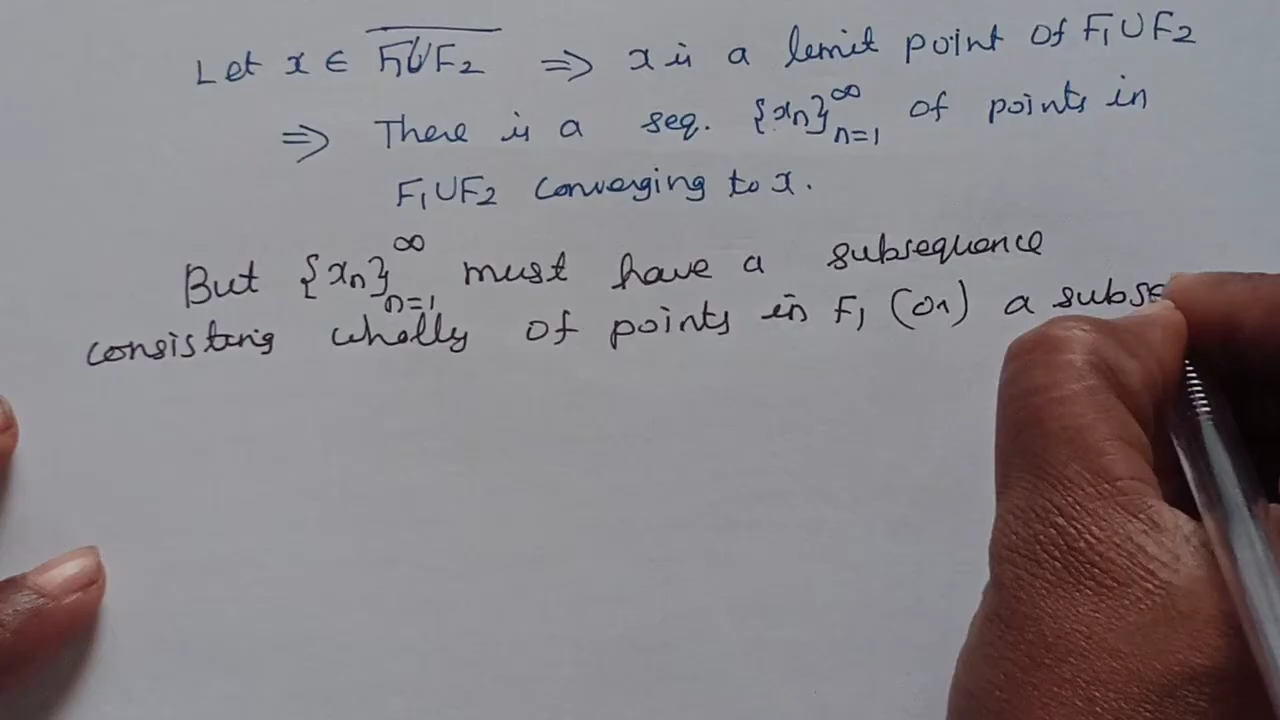 Let x ∈ \overline{F₁∪F₂} ⇒ x is a limit point of F₁∪F₂
⇒ There is a seq. {xₙ}_{n=1}^∞ of points in
F₁∪F₂ converging to x.
But {xₙ}_{n=1}^∞ must have a subsequence
consisting wholly of points in F₁ (or) a subse